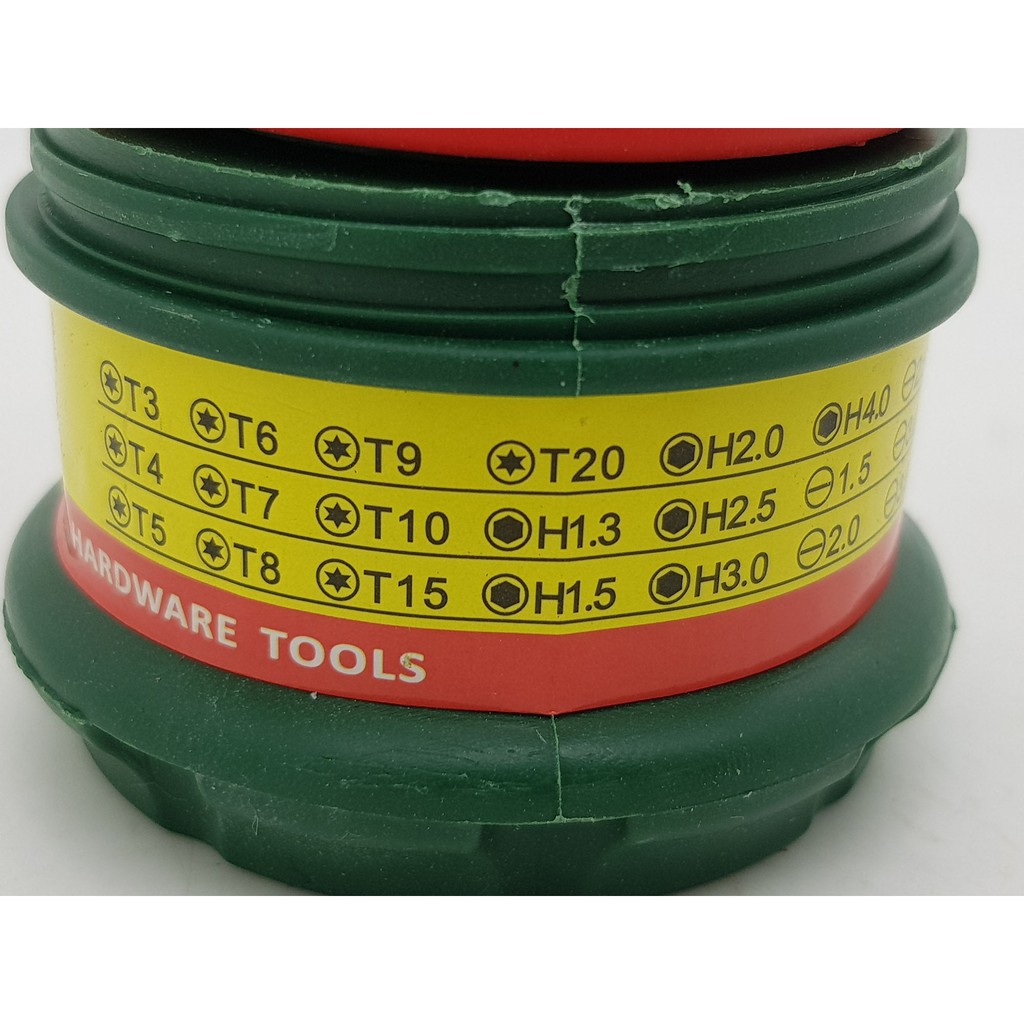 T3 T6 T9 T20 H2.0 H4.0
T4 T7 T10 H1.3 H2.5 1.5
T5 T8 T15 H1.5 H3.0 2.0
HARDWARE TOOLS